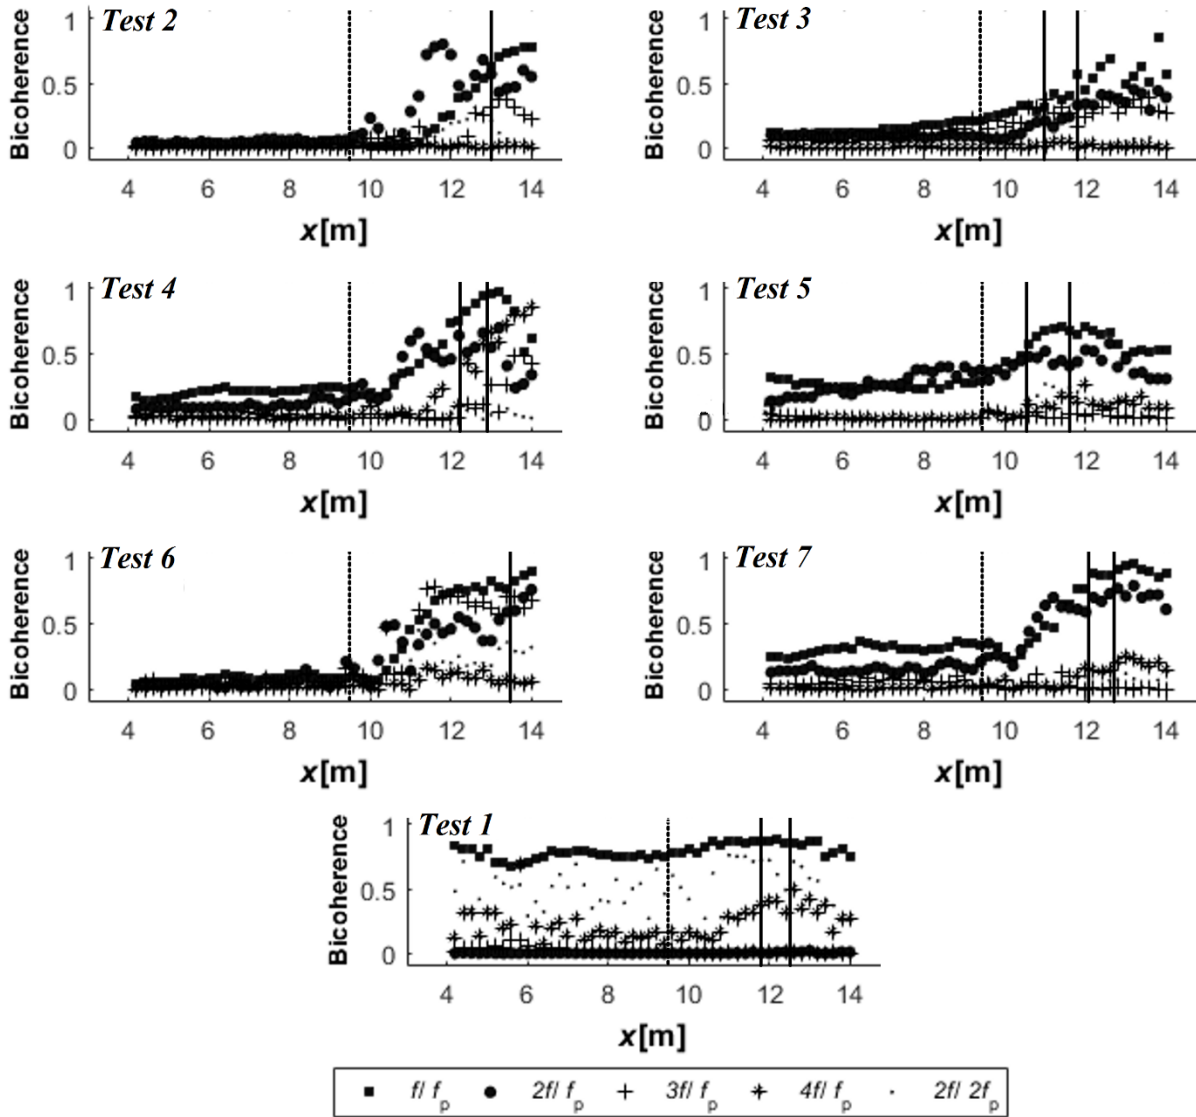 Test 2
Bicoherence
1
0.5
0
4 6 8 10 12 14
x[m]
Test 3
Bicoherence
1
0.5
0
4 6 8 10 12 14
x[m]
Test 4
Bicoherence
1
0.5
0
4 6 8 10 12 14
x[m]
Test 5
Bicoherence
1
0.5
0
4 6 8 10 12 14
x[m]
Test 6
Bicoherence
1
0.5
0
4 6 8 10 12 14
x[m]
Test 7
Bicoherence
1
0.5
0
4 6 8 10 12 14
x[m]
Test 1
Bicoherence
1
0.5
0
4 6 8 10 12 14
x[m]
f/ fp 2f/ fp 3f/ fp 4f/ fp 2f/ 2fp